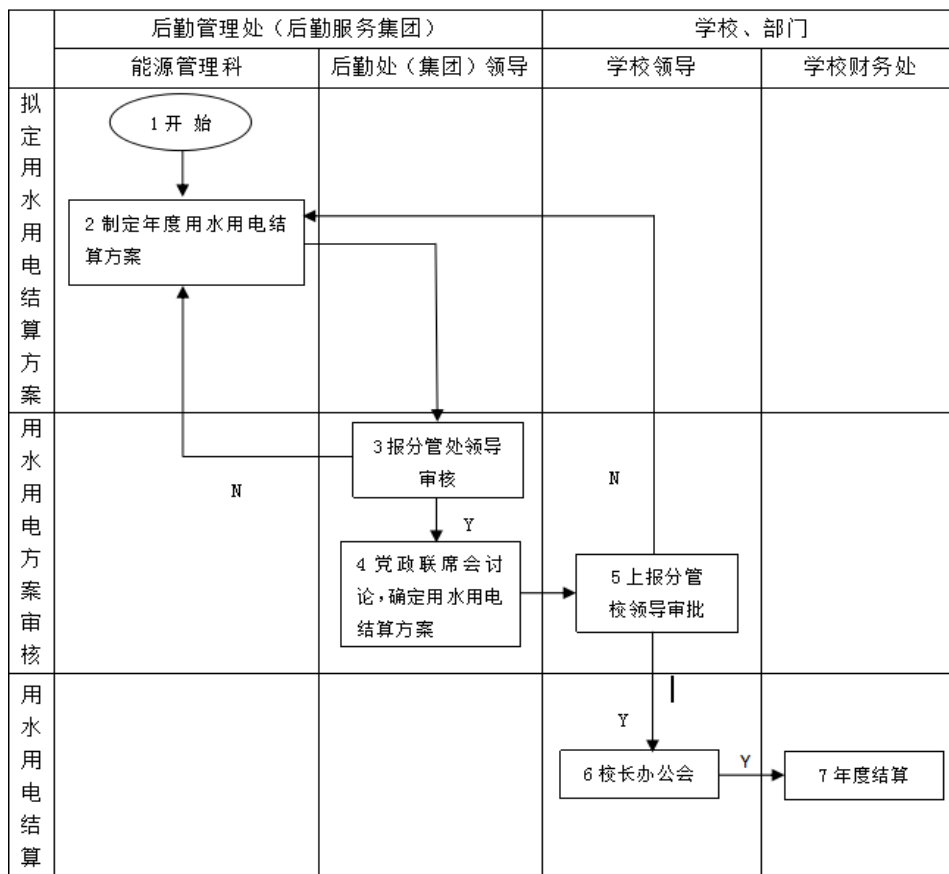 后勤管理处（后勤服务集团）
学校、部门
能源管理科
后勤处（集团）领导
学校领导
学校财务处
拟定用水用电结算方案
1 开 始
2 制定年度用水用电结
算方案
用水用电方案审核
3 报分管处领导
审核
N
N
Y
4 党政联席会讨
论，确定用水用电
结算方案
5 上报分管
校领导审批
用水用电结算
Y
6 校长办公会
Y
7 年度结算